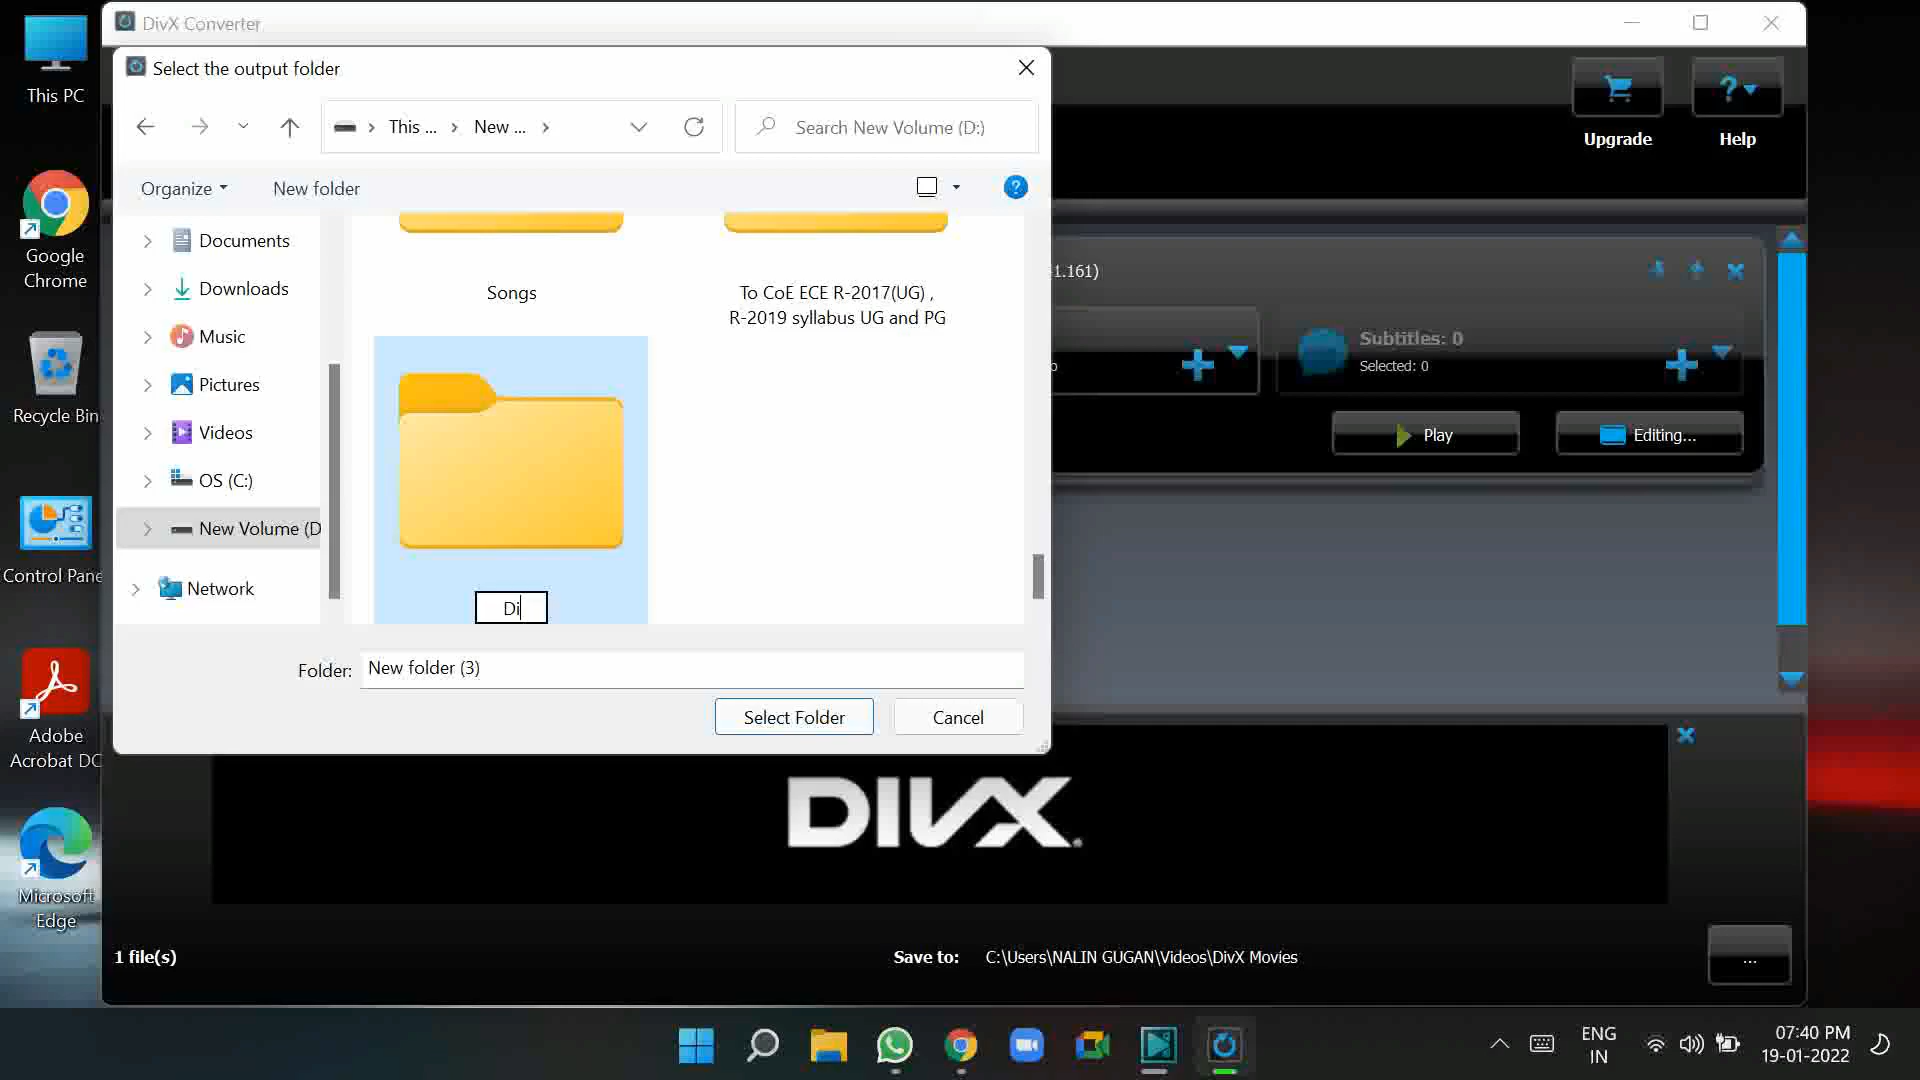 This PC
Google
Chrome
Recycle Bin
Control Pane
Adobe
Acrobat DC
Microsoft
Edge
DivX Converter
Select the output folder
This ...
New ...
Search New Volume (D:)
Organize
New folder
Documents
Downloads
Music
Pictures
Videos
OS (C:)
New Volume (D
Network
Songs
To CoE ECE R-2017(UG) ,
R-2019 syllabus UG and PG
Di
Folder:
New folder (3)
Select Folder
Cancel
Upgrade
Help
1.161)
Subtitles: 0
Selected: 0
Play
Editing...
DIVX
1 file(s)
Save to:
C:\Users\NALIN GUGAN\Videos\DivX Movies
...
ENG
IN
07:40 PM
19-01-2022